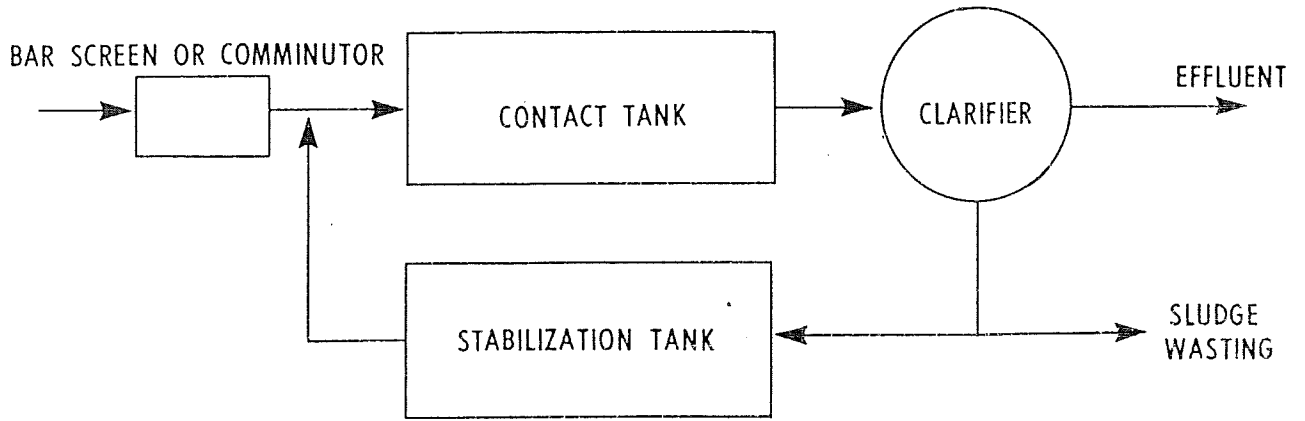 BAR SCREEN OR COMMINUTOR
CONTACT TANK
CLARIFIER
EFFLUENT
STABILIZATION TANK
SLUDGE
WASTING